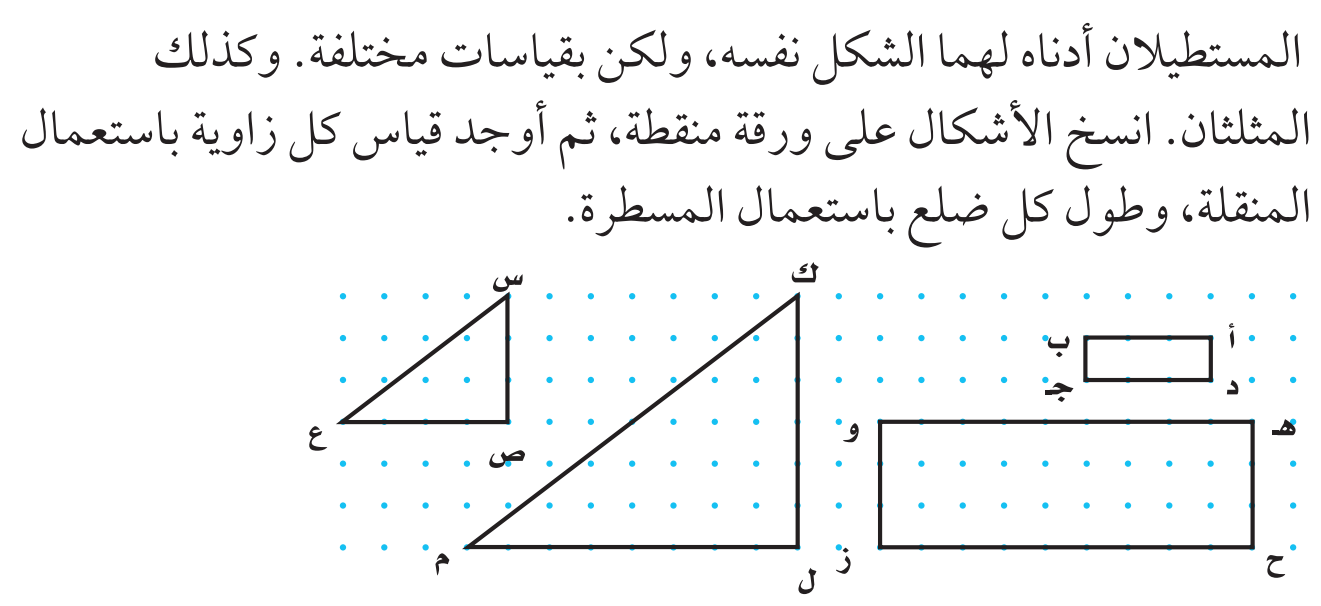 المستطيلان أدناه لهما الشكل نفسه، ولكن بقياسات مختلفة. وكذلك
المثلثان. انسخ الأشكال على ورقة منقطة، ثم أوجد قياس كل زاوية باستعمال
المنقلة، وطول كل ضلع باستعمال المسطرة.
س
ك
أ
ب
د
جـ
هـ
و
ع
ص
م
ل
ز
ح